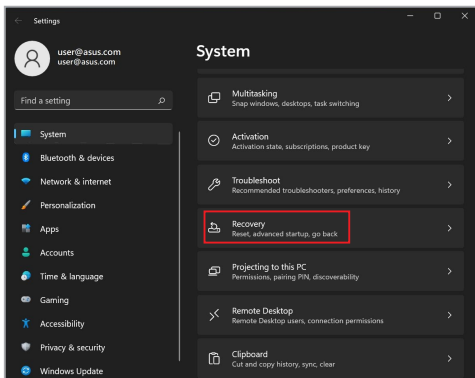 Settings
user@asus.com
user@asus.com
Find a setting
System
Bluetooth & devices
Network & internet
Personalization
Apps
Accounts
Time & language
Gaming
Accessibility
Privacy & security
Windows Update
System
Multitasking
Snap windows, desktops, task switching
Activation
Activation state, subscriptions, product key
Troubleshoot
Recommended troubleshooters, preferences, history
Recovery
Reset, advanced startup, go back
Projecting to this PC
Permissions, pairing PIN, discoverability
Remote Desktop
Remote Desktop users, connection permissions
Clipboard
Cut and copy history, sync, clear